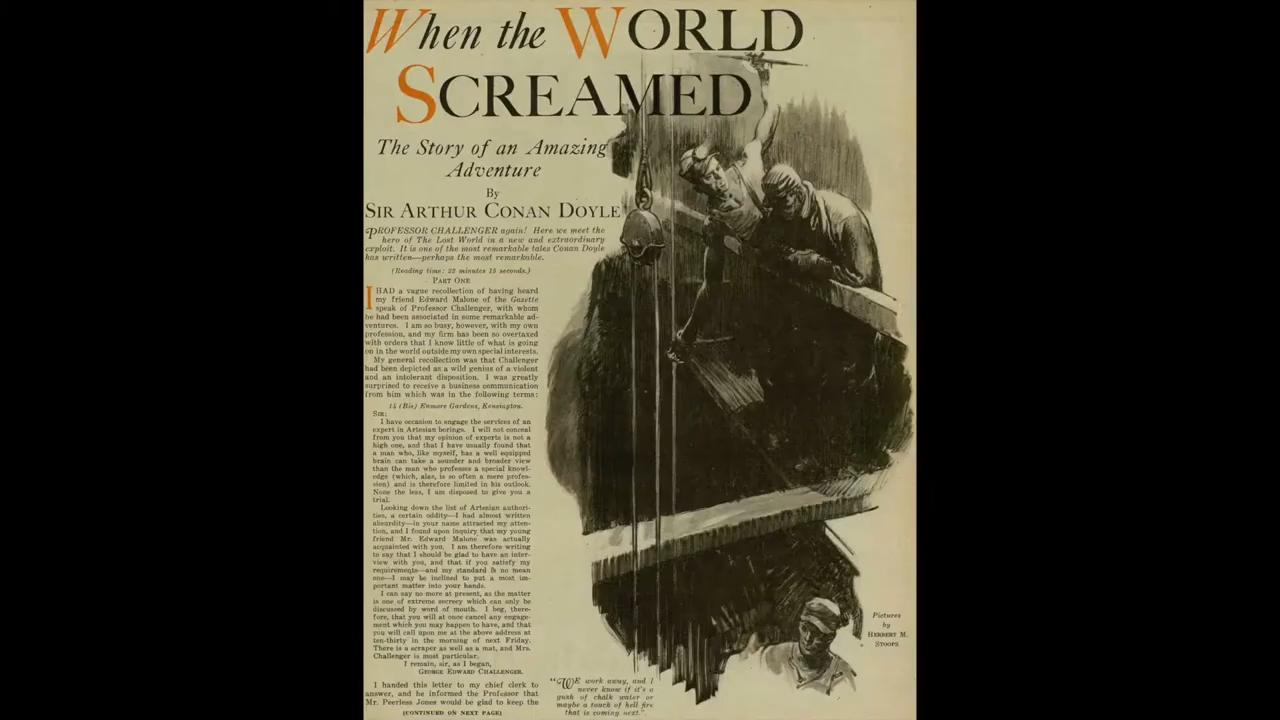 When the WORLD
SCREAMED
The Story of an Amazing
Adventure
By
SIR ARTHUR CONAN DOYLE
PROFESSOR CHALLENGER again! Here we meet the
hero of The Lost World in a new and extraordinary
exploit. It is one of the most remarkable tales Conan Doyle
has written—perhaps the most remarkable.
(Reading time: 22 minutes 15 seconds.)
PART ONE
I HAD a vague recollection of having heard
my friend Edward Malone of the Gazette
speak of Professor Challenger, with whom
he had been associated in some remarkable ad-
ventures. I am so busy, however, with my own
profession, and my firm has been so overtaxed
with orders that I know little of what is going
on in the world outside my own special interests.
My general recollection was that Challenger
had been depicted as a wild genius of a violent
and an intolerant disposition. I was greatly
surprized to receive a business communication
from him which was in the following terms:
14 (Bis) Enmore Gardens, Kensington.
SIR:
I have occasion to engage the services of an
expert in Artesian borings. I will not conceal
from you that my opinion of experts is not a
high one, and that I have usually found that
a man who, like myself, has a well equipped
brain can take a sounder and broader view
than the man who professes a special knowl-
edge (which, alas, is so often a mere profes-
sion) and is therefore limited in his outlook.
None the less, I am disposed to give you a
trial.
Looking down the list of Artesian authori-
ties, a certain oddity—I had almost written
absurdity—in your name attracted my atten-
tion, and I found upon inquiry that my young
friend Mr. Edward Malone was actually
acquainted with you. I am therefore writing
to say that I should be glad to have an inter-
view with you, and that if you satisfy my
requirements—and my standard is no mean
one—I may be inclined to put a most im-
portant matter into your hands.
I can say no more at present, as the matter
is one of extreme secrecy which can only be
discussed by word of mouth. I beg, there-
fore, that you will at once cancel any engage-
ment which you may happen to have, and that
you will call upon me at the above address at
ten-thirty in the morning of next Friday.
There is a scraper as well as a mat, and Mrs.
Challenger is most particular.
I remain, sir, as I began,
GEORGE EDWARD CHALLENGER.
I handed this letter to my chief clerk to
answer, and he informed the Professor that
Mr. Peerless Jones would be glad to keep the
(CONTINUED ON NEXT PAGE)
"WE work away, and I
never know if it's a
gush of chalk water or
maybe a touch of hell fire
that is coming next."
Pictures
by
HERBERT M.
STOOPS